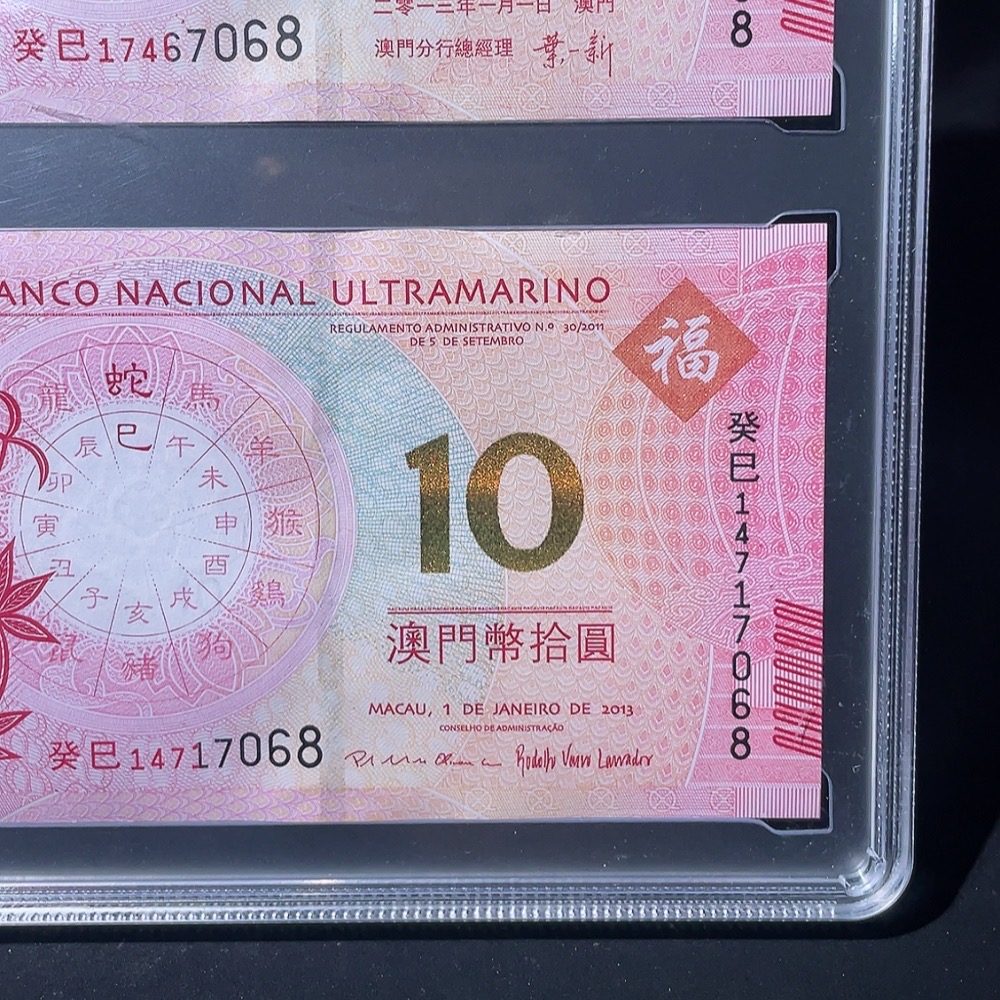 二零一三年一月一日 澳門
癸巳17467068
澳門分行總經理 葉一新
8
ANCO NACIONAL ULTRAMARINO
REGULAMENTO ADMINISTRATIVO N.º 30/2011
DE 5 DE SETEMBRO
福
蛇
馬
羊
猴
鷄
狗
豬
鼠
龍
巳
午
未
申
酉
戌
亥
子
丑
寅
卯
辰
10
癸巳14717068
澳門幣拾圓
MACAU, 1 DE JANEIRO DE 2013
CONSELHO DE ADMINISTRAÇÃO
癸巳14717068